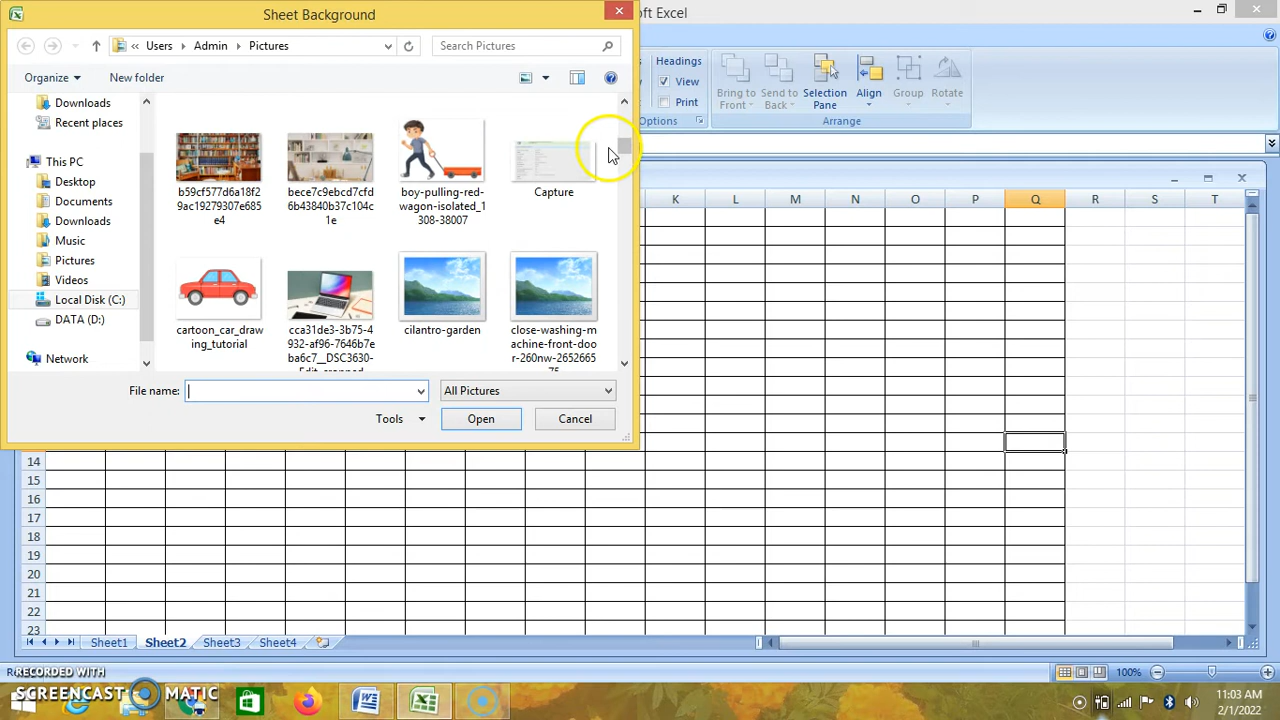 Sheet Background
oft Excel
Users Admin Pictures
Search Pictures
Organize
New folder
Headings
View
Print
Options
Bring to Front
Send to Back
Selection Pane
Align
Group
Rotate
Arrange
Downloads
Recent places
This PC
Desktop
Documents
Downloads
Music
Pictures
Videos
Local Disk (C:)
DATA (D:)
Network
b59cf577d6a18f2
9ac19279307e685
e4
bece7c9ebcd7cfd
6b43840b37c104c
1e
boy-pulling-red-
wagon-isolated_1
308-38007
Capture
cartoon_car_draw
ing_tutorial
cca31de3-3b75-4
932-af96-7646b7e
ba6c7__DSC3630-
cilantro-garden
close-washing-m
achine-front-doo
r-260nw-2652665
File name:
All Pictures
Tools
Open
Cancel
K L M N O P Q R S T
14
15
16
17
18
19
20
21
22
23
Sheet1 Sheet2 Sheet3 Sheet4
100%
RECORDED WITH
SCREENCAST MATIC
11:03 AM
2/1/2022